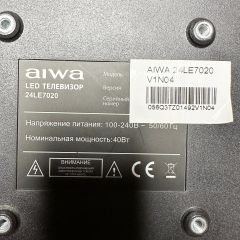 aiwa
LED ТЕЛЕВИЗОР
24LE7020
Модель
Версия
Серийный номер
AIWA 24LE7020
V1N04
Напряжение питания: 100-240В ~ 50/60Гц
Номинальная мощность: 40Вт
ВНИМАНИЕ